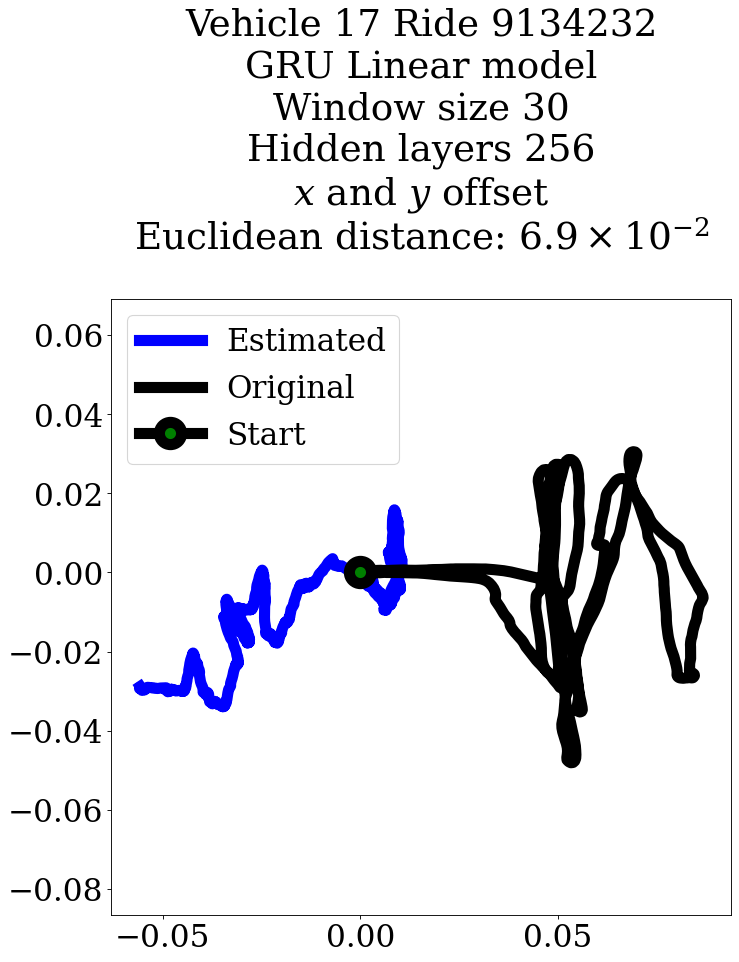 Vehicle 17 Ride 9134232
GRU Linear model
Window size 30
Hidden layers 256
x and y offset
Euclidean distance: 6.9 × 10⁻²
Estimated
Original
Start
0.06
0.04
0.02
0.00
−0.02
−0.04
−0.06
−0.08
−0.05 0.00 0.05